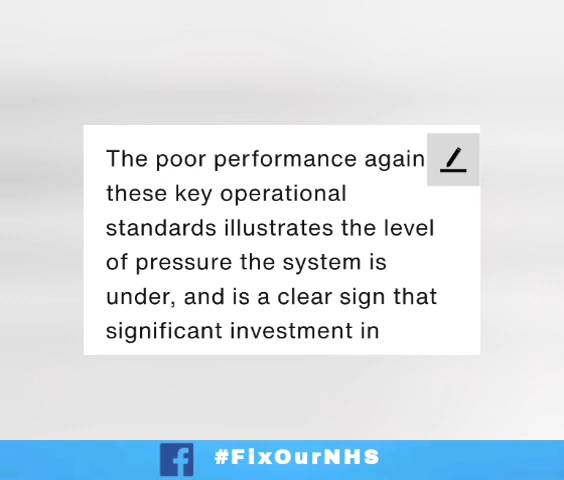 The poor performance again
these key operational
standards illustrates the level
of pressure the system is
under, and is a clear sign that
significant investment in
#FixOurNHS